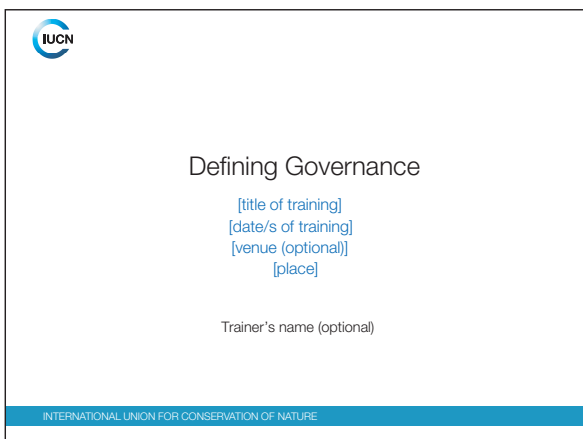 IUCN
Defining Governance
[title of training]
[date/s of training]
[venue (optional)]
[place]
Trainer's name (optional)
INTERNATIONAL UNION FOR CONSERVATION OF NATURE